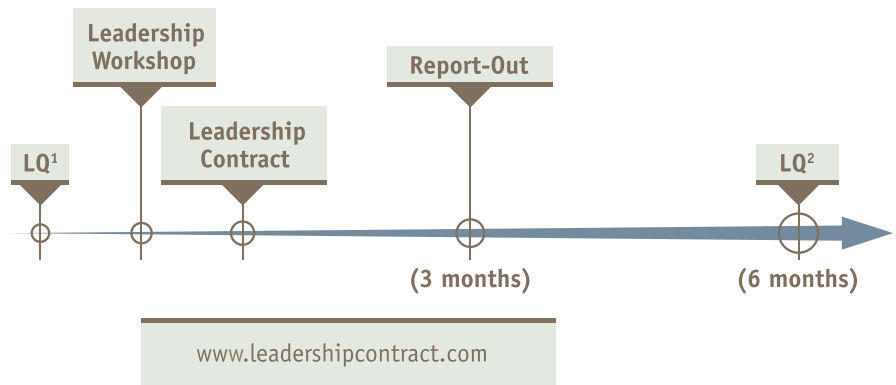 Leadership
Workshop
Report-Out
Leadership
Contract
LQ¹
LQ²
(3 months)
(6 months)
www.leadershipcontract.com